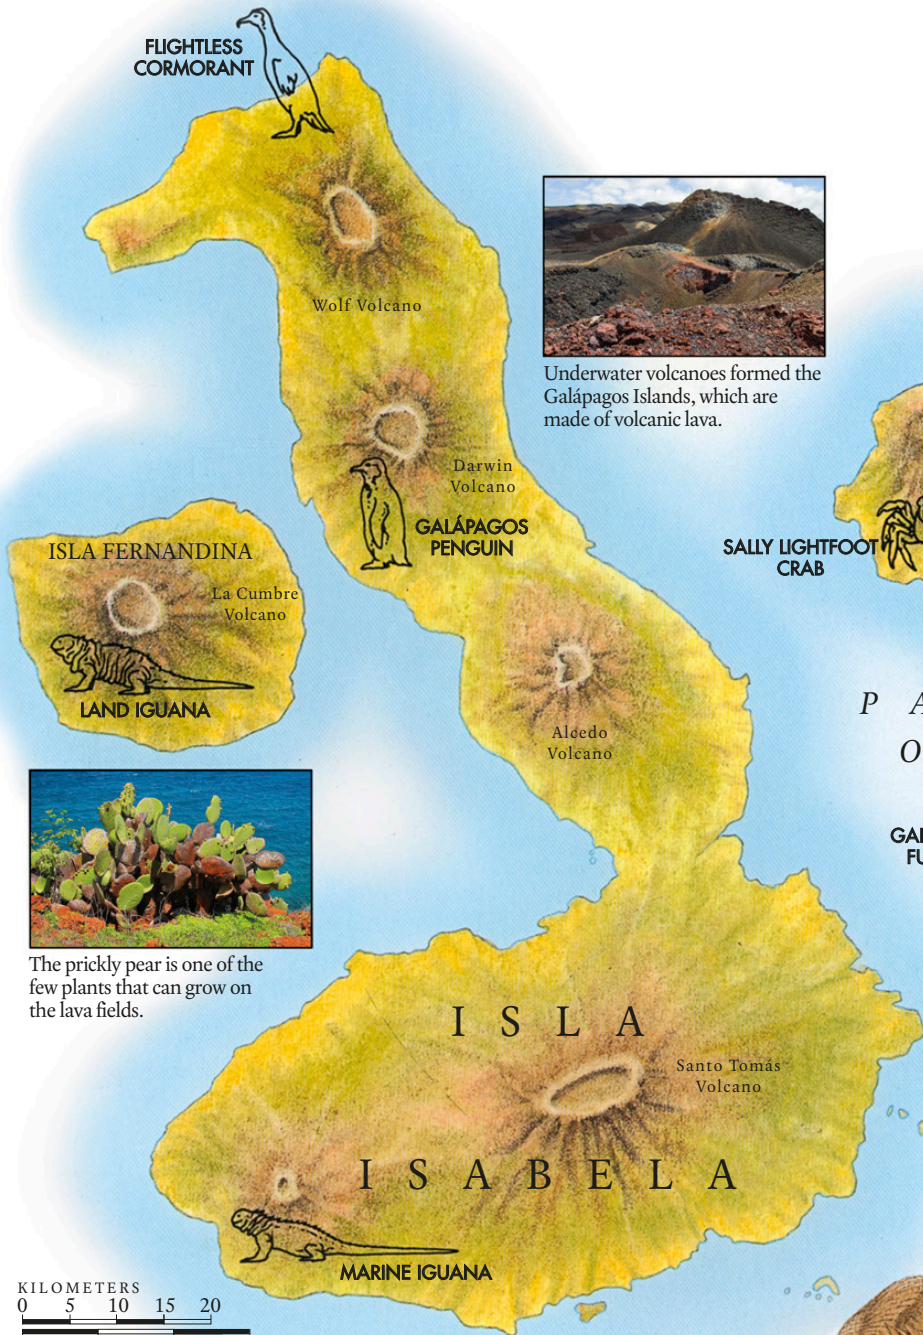 FLIGHTLESS
CORMORANT
Wolf Volcano
Underwater volcanoes formed the
Galápagos Islands, which are
made of volcanic lava.
Darwin
Volcano
GALÁPAGOS
PENGUIN
SALLY LIGHTFOOT
CRAB
ISLA FERNANDINA
La Cumbre
Volcano
LAND IGUANA
Alcedo
Volcano
The prickly pear is one of the
few plants that can grow on
the lava fields.
ISLA
Santo Tomás
Volcano
ISABELA
MARINE IGUANA
KILOMETERS
0 5 10 15 20